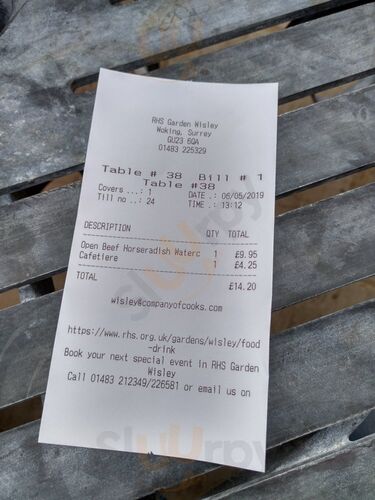 RHS Garden Wisley
Woking, Surrey
GU23 6QA
01483 225329
Table # 38 Bill # 1
Table #38
Covers ...: 1 DATE .: 06/05/2019
Till no ..: 24 TIME .: 13:12
DESCRIPTION QTY TOTAL
Open Beef Horseradish Waterc 1 £9.95
Cafetiere 1 £4.25
TOTAL £14.20
wisley@companyofcooks.com
https://www.rhs.org.uk/gardens/wisley/food
-drink
Book your next special event in RHS Garden
Wisley
Call 01483 212349/226581 or email us on
Sluurpy